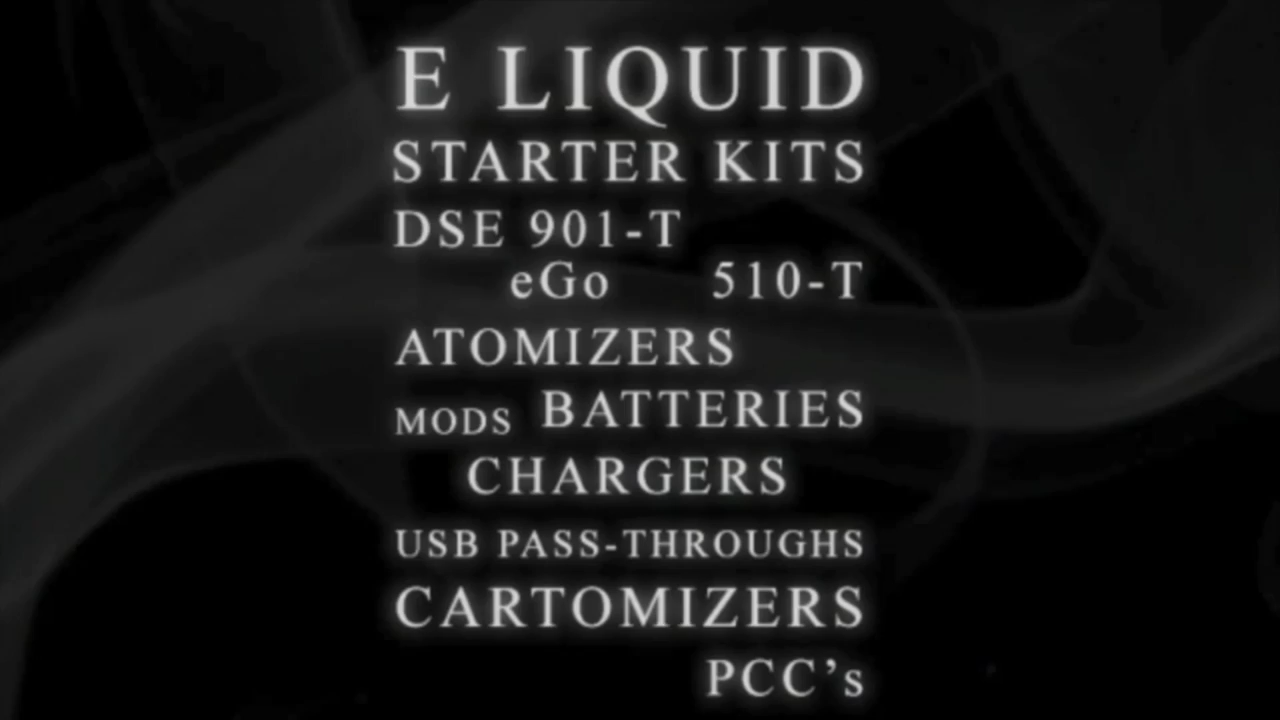 E LIQUID
STARTER KITS
DSE 901-T
eGo 510-T
ATOMIZERS
MODS BATTERIES
CHARGERS
USB PASS-THROUGHS
CARTOMIZERS
PCC’s